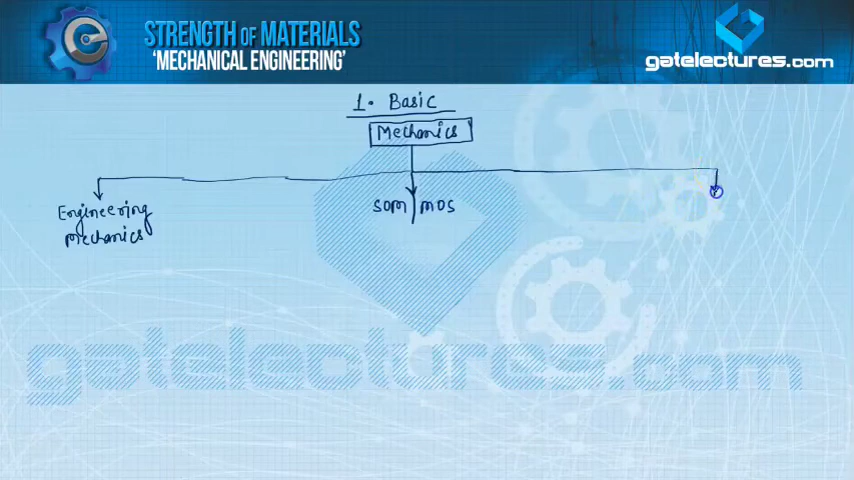 STRENGTH OF MATERIALS
'MECHANICAL ENGINEERING'
gatelectures.com
1. Basic
Mechanics
Engineering
Mechanics
SOM | MOS
gatelectures.com